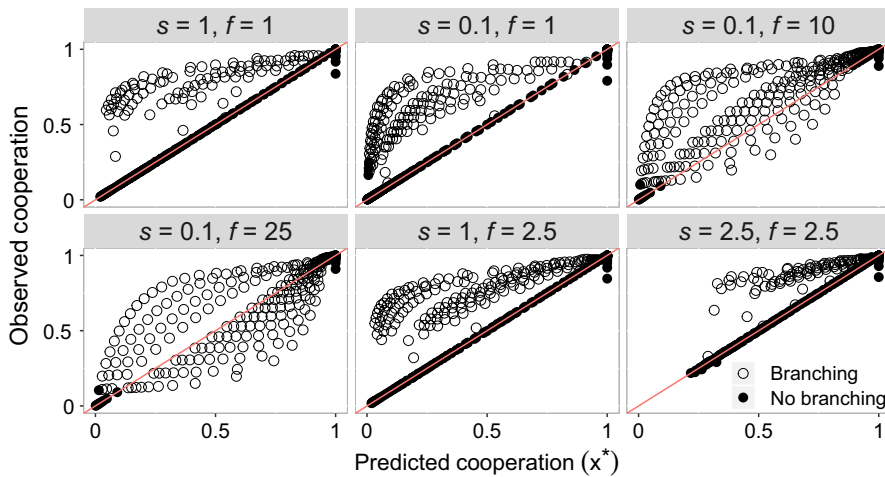 s = 1, f = 1
s = 0.1, f = 1
s = 0.1, f = 10
1
0.5
0
s = 0.1, f = 25
s = 1, f = 2.5
s = 2.5, f = 2.5
1
0.5
0
Observed cooperation
Branching
No branching
0 0.5 1 0 0.5 1 0 0.5 1
Predicted cooperation (x*)